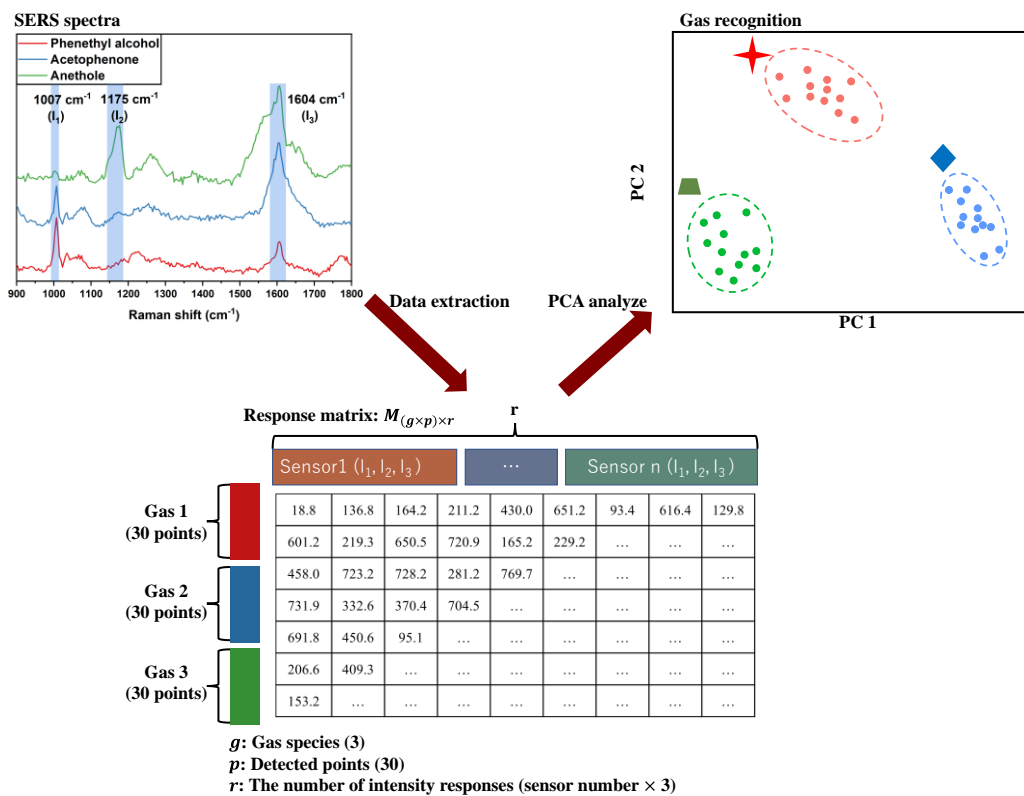 SERS spectra
Phenethyl alcohol
Acetophenone
Anethole
1007 cm⁻¹
(I₁)
1175 cm⁻¹
(I₂)
1604 cm⁻¹
(I₃)
900 1000 1100 1200 1300 1400 1500 1600 1700 1800
Raman shift (cm⁻¹)
Gas recognition
PC 2
PC 1
Data extraction
PCA analyze
Response matrix: M₍g×p₎×r
r
Sensor1 (I₁, I₂, I₃)
...
Sensor n (I₁, I₂, I₃)
Gas 1
(30 points)
Gas 2
(30 points)
Gas 3
(30 points)
18.8 136.8 164.2 211.2 430.0 651.2 93.4 616.4 129.8
601.2 219.3 650.5 720.9 165.2 229.2 ... ... ...
458.0 723.2 728.2 281.2 769.7 ... ... ... ...
731.9 332.6 370.4 704.5 ... ... ... ... ...
691.8 450.6 95.1 ... ... ... ... ... ...
206.6 409.3 ... ... ... ... ... ... ...
153.2 ... ... ... ... ... ... ... ...
g: Gas species (3)
p: Detected points (30)
r: The number of intensity responses (sensor number × 3)